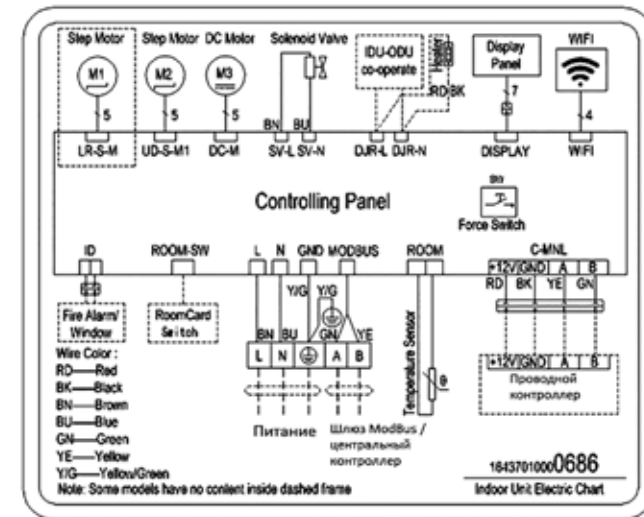 Step Motor Step Motor DC Motor Solenoid Valve
IDU-ODU
co-operate
Heater
Display
Panel
WIFI
M1 M2 M3
5 5 5 7 4
RD BK
BN BU
LR-S-M UD-S-M1 DC-M SV-L SV-N DJR-L DJR-N DISPLAY WIFI
Controlling Panel
SW
Force Switch
ID ROOM-SW L N GND MODBUS ROOM C-MNL
+12V GND A B
RD BK YE GN
Y/G Y/G
Fire Alarm/
Window
RoomCard
Switch
BN BU GN YE
L N A B
Temperature Sensor
θ
+12V GND A B
Проводной
контроллер
Wire Color :
RD——Red
BK——Black
BN——Brown
BU——Blue
GN——Green
YE——Yellow
Y/G——Yellow/Green
Питание
Шлюз ModBus /
центральный
контроллер
16437010000686
Note: Some models have no content inside dashed frame
Indoor Unit Electric Chart